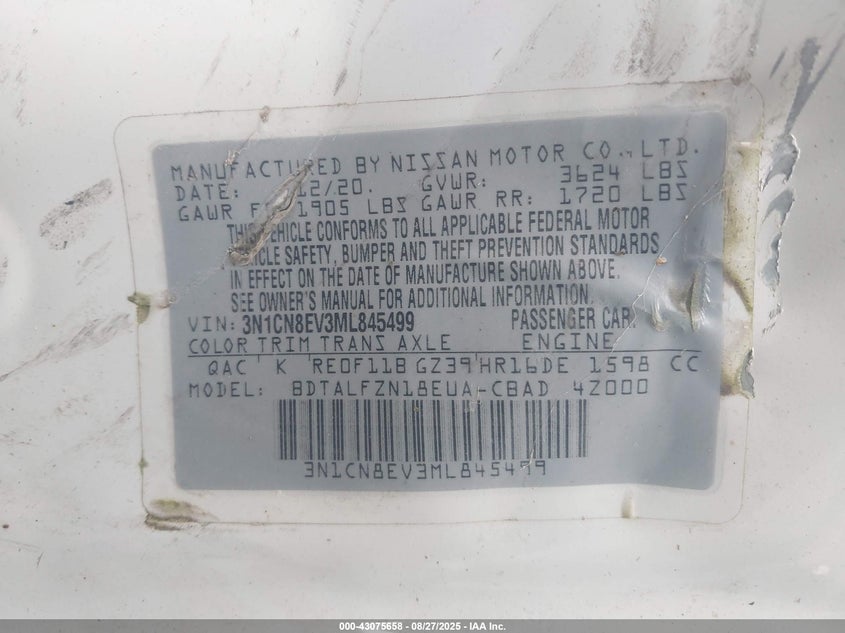 MANUFACTURED BY NISSAN MOTOR CO., LTD.
DATE: 12/20. GVWR: 3624 LBS
GAWR F 1905 LBS GAWR RR: 1720 LBS
THIS VEHICLE CONFORMS TO ALL APPLICABLE FEDERAL MOTOR
VEHICLE SAFETY, BUMPER AND THEFT PREVENTION STANDARDS
IN EFFECT ON THE DATE OF MANUFACTURE SHOWN ABOVE.
SEE OWNER'S MANUAL FOR ADDITIONAL INFORMATION.
VIN: 3N1CN8EV3ML845499 PASSENGER CAR.
COLOR TRIM TRANS AXLE ENGINE
QAC K RE0F11B GZ39 HR16DE 1598 CC
MODEL: BDTALFZN18EUA-CBAD 4Z000
3N1CN8EV3ML845499
000-43075658 - 08/27/2025 - IAA Inc.